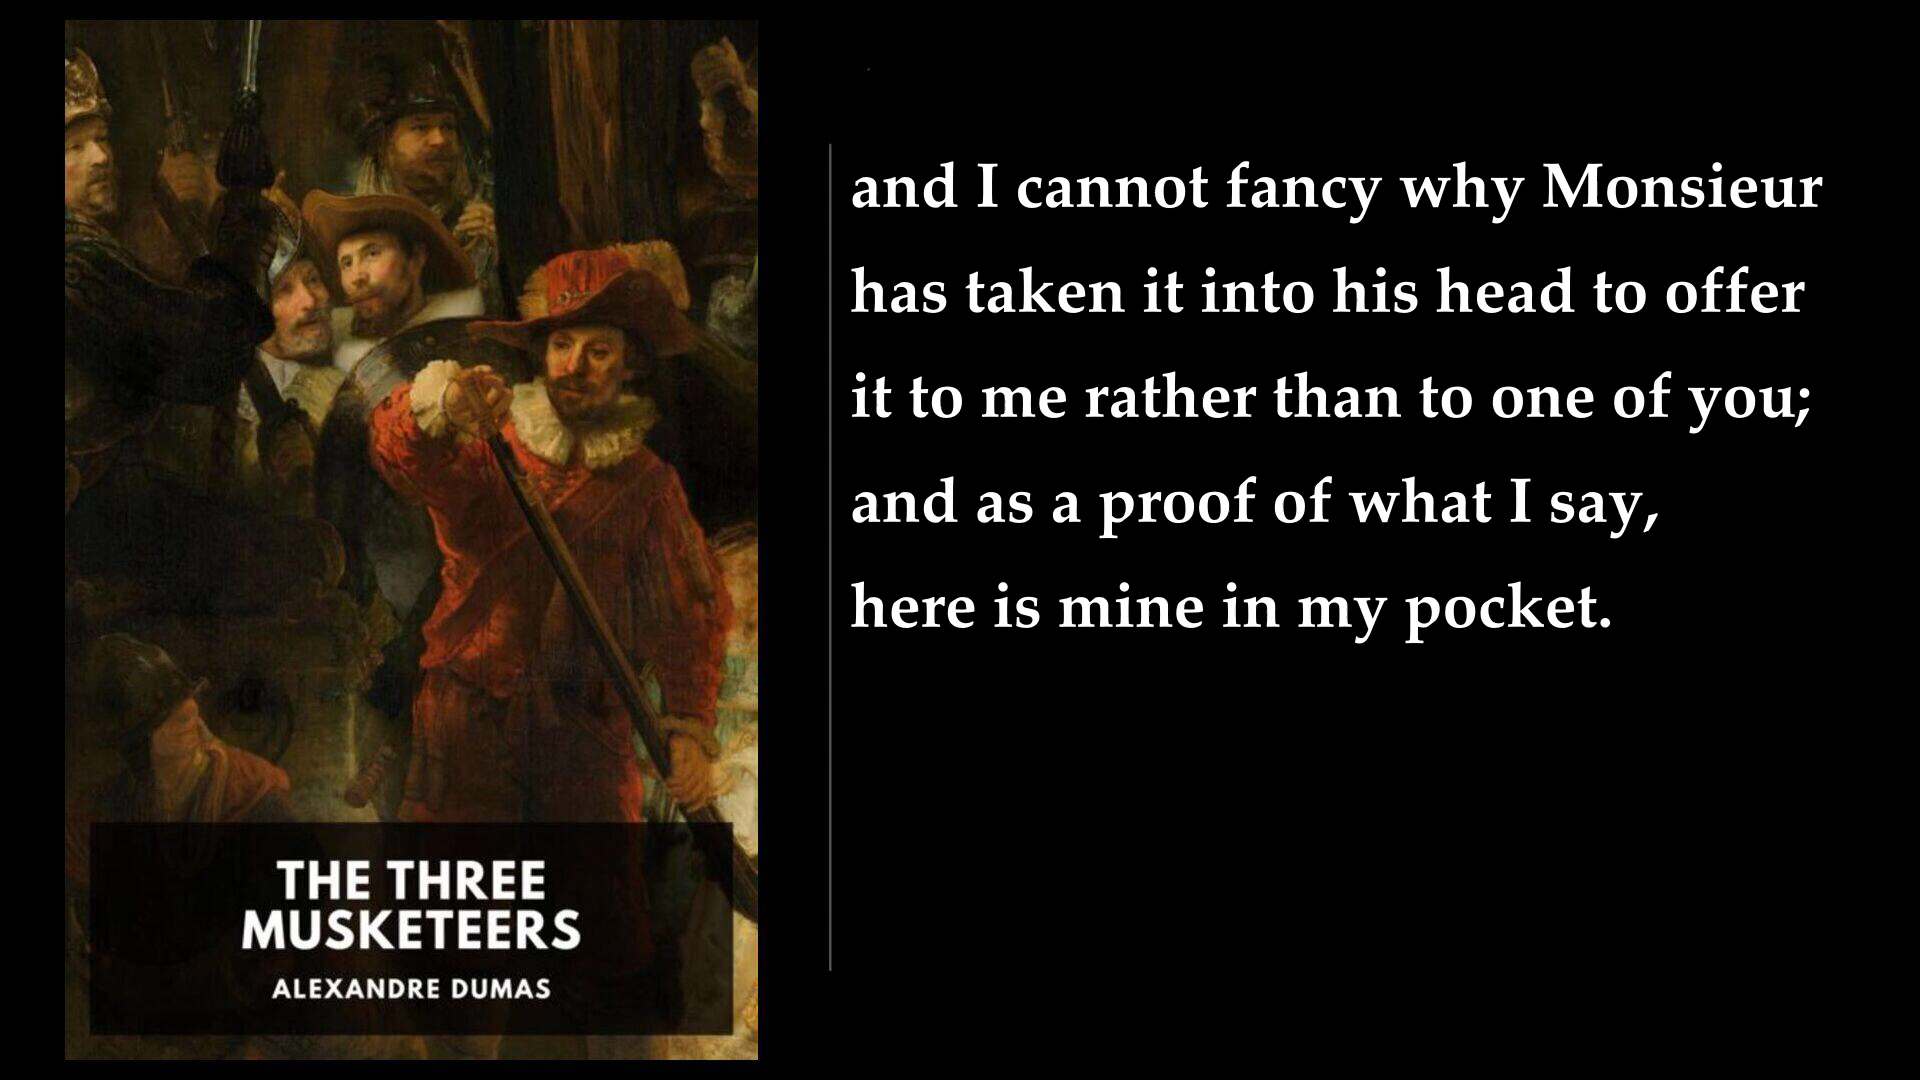 and I cannot fancy why Monsieur
has taken it into his head to offer
it to me rather than to one of you;
and as a proof of what I say,
here is mine in my pocket.
THE THREE
MUSKETEERS
ALEXANDRE DUMAS